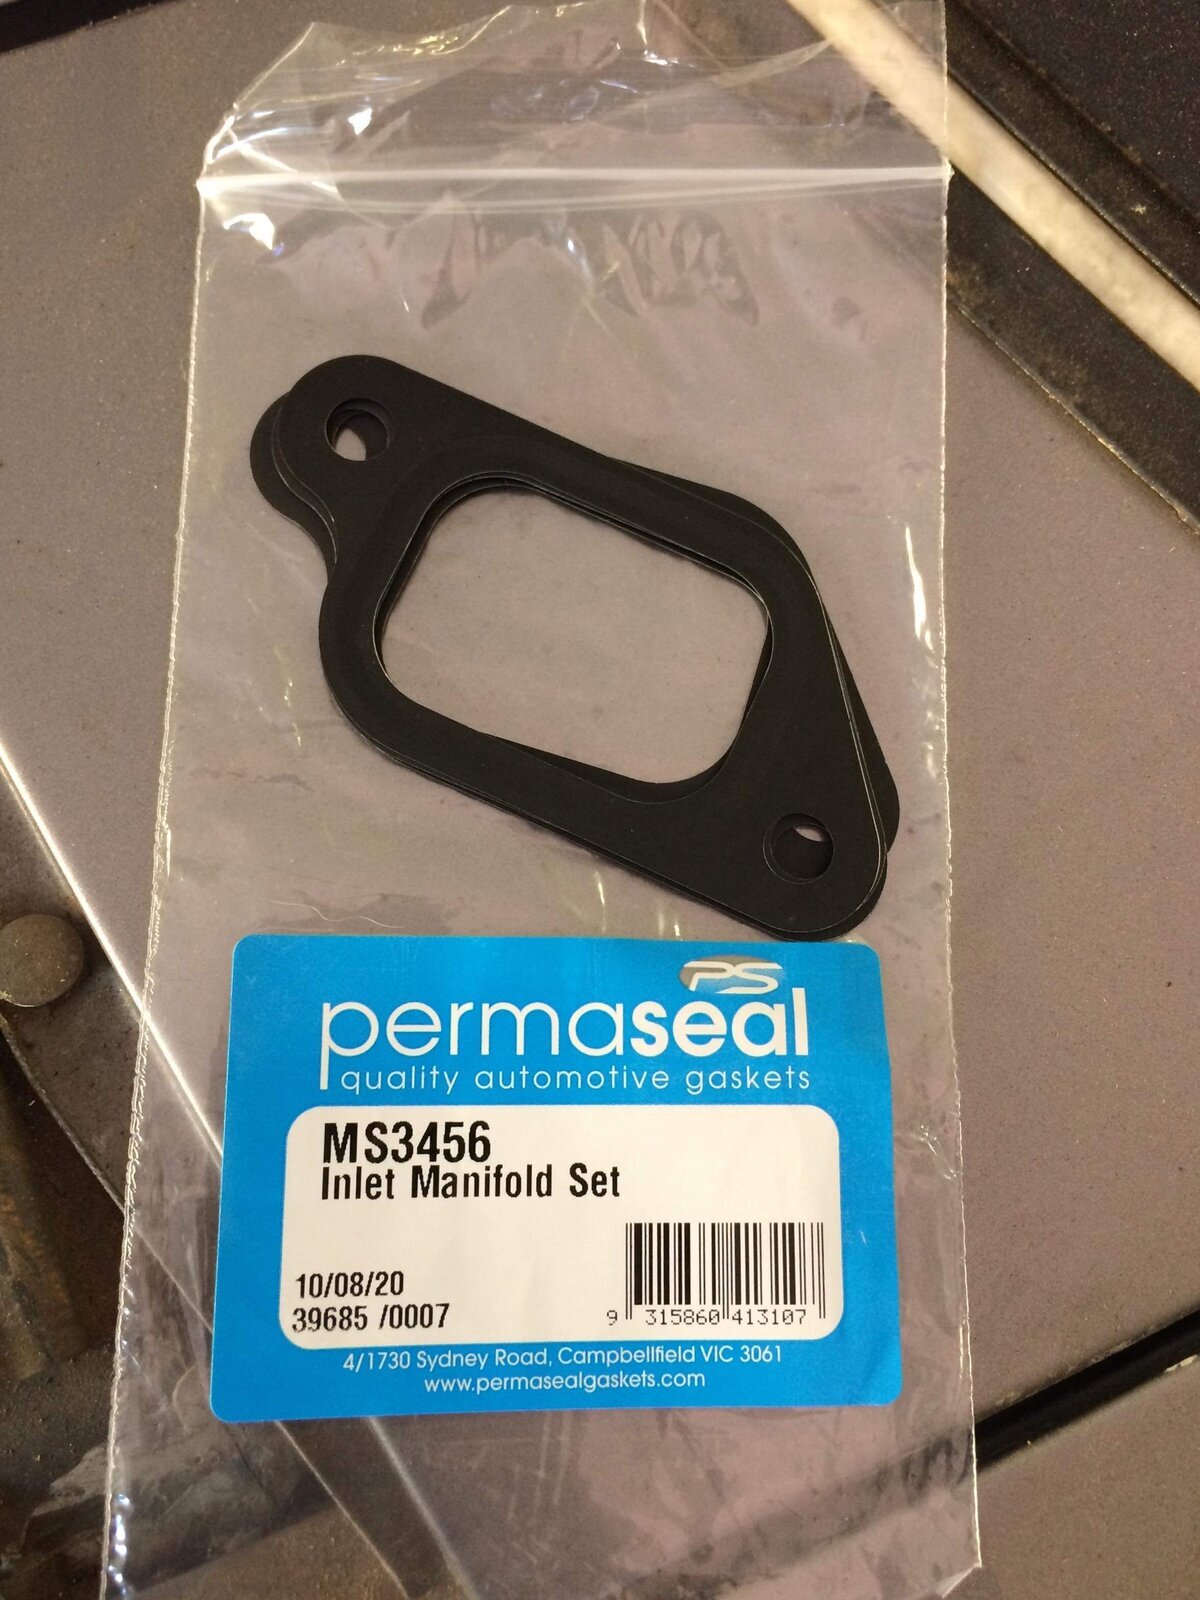 PS
permaseal
quality automotive gaskets
MS3456
Inlet Manifold Set
10/08/20
39685 /0007
9 315860 413107
4/1730 Sydney Road, Campbellfield VIC 3061
www.permasealgaskets.com